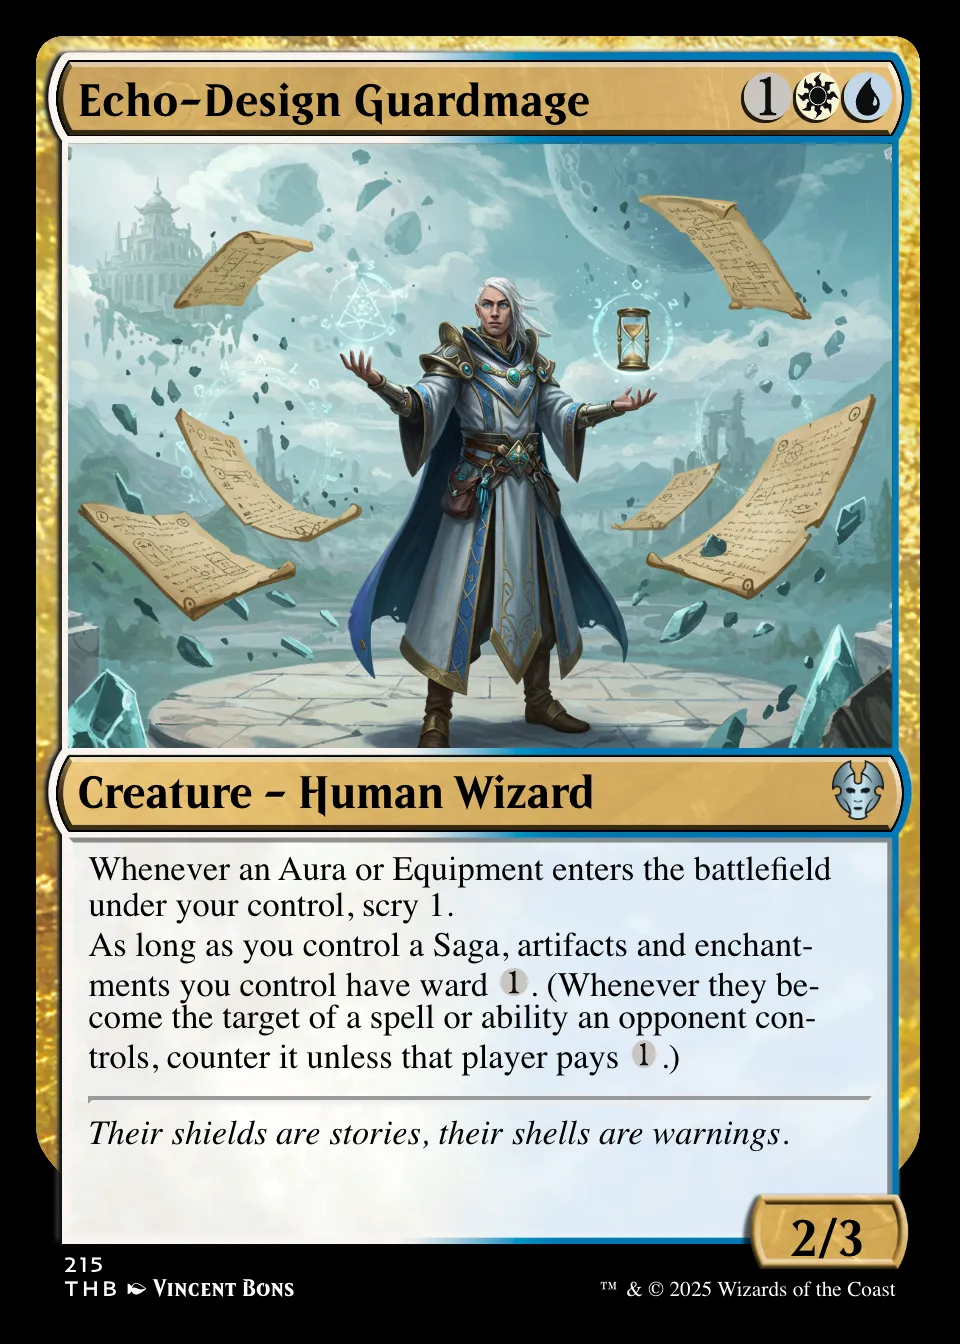 Echo-Design Guardmage 1
Creature - Human Wizard
Whenever an Aura or Equipment enters the battlefield
under your control, scry 1.
As long as you control a Saga, artifacts and enchant-
ments you control have ward 1. (Whenever they be-
come the target of a spell or ability an opponent con-
trols, counter it unless that player pays 1.)
Their shields are stories, their shells are warnings.
2/3
215
THB Vincent Bons
™ & © 2025 Wizards of the Coast